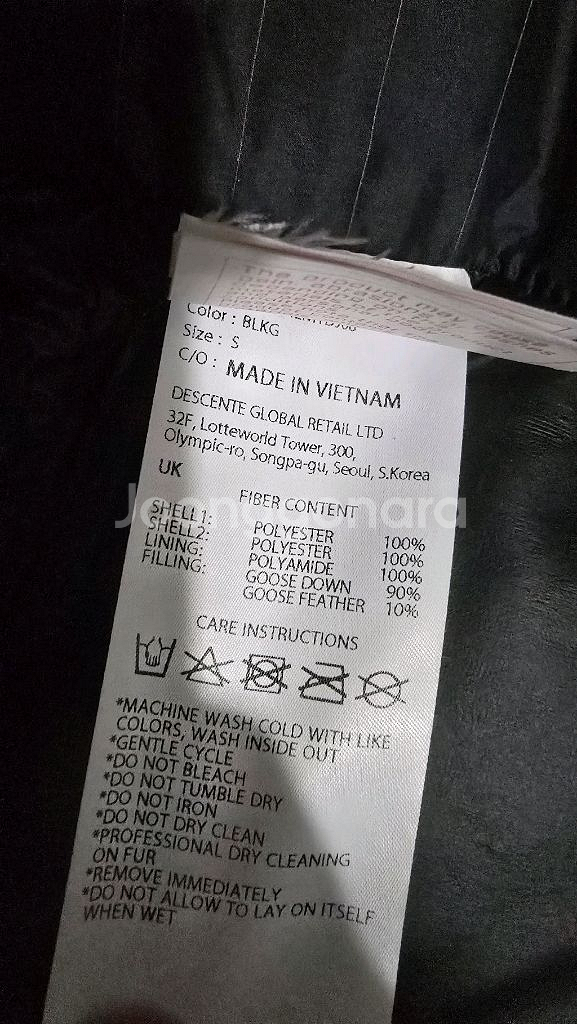 The product may
Color : BLKG
Size : S
C/O : MADE IN VIETNAM
DESCENTE GLOBAL RETAIL LTD
32F, Lotteworld Tower, 300,
Olympic-ro, Songpa-gu, Seoul, S.Korea
UK
FIBER CONTENT
SHELL1: POLYESTER 100%
SHELL2: POLYESTER 100%
LINING: POLYAMIDE 100%
FILLING: GOOSE DOWN 90%
GOOSE FEATHER 10%
CARE INSTRUCTIONS
*MACHINE WASH COLD WITH LIKE
COLORS, WASH INSIDE OUT
*GENTLE CYCLE
*DO NOT BLEACH
*DO NOT TUMBLE DRY
*DO NOT IRON
*DO NOT DRY CLEAN
*PROFESSIONAL DRY CLEANING
ON FUR
*REMOVE IMMEDIATELY
*DO NOT ALLOW TO LAY ON ITSELF
WHEN WET
Joongonara